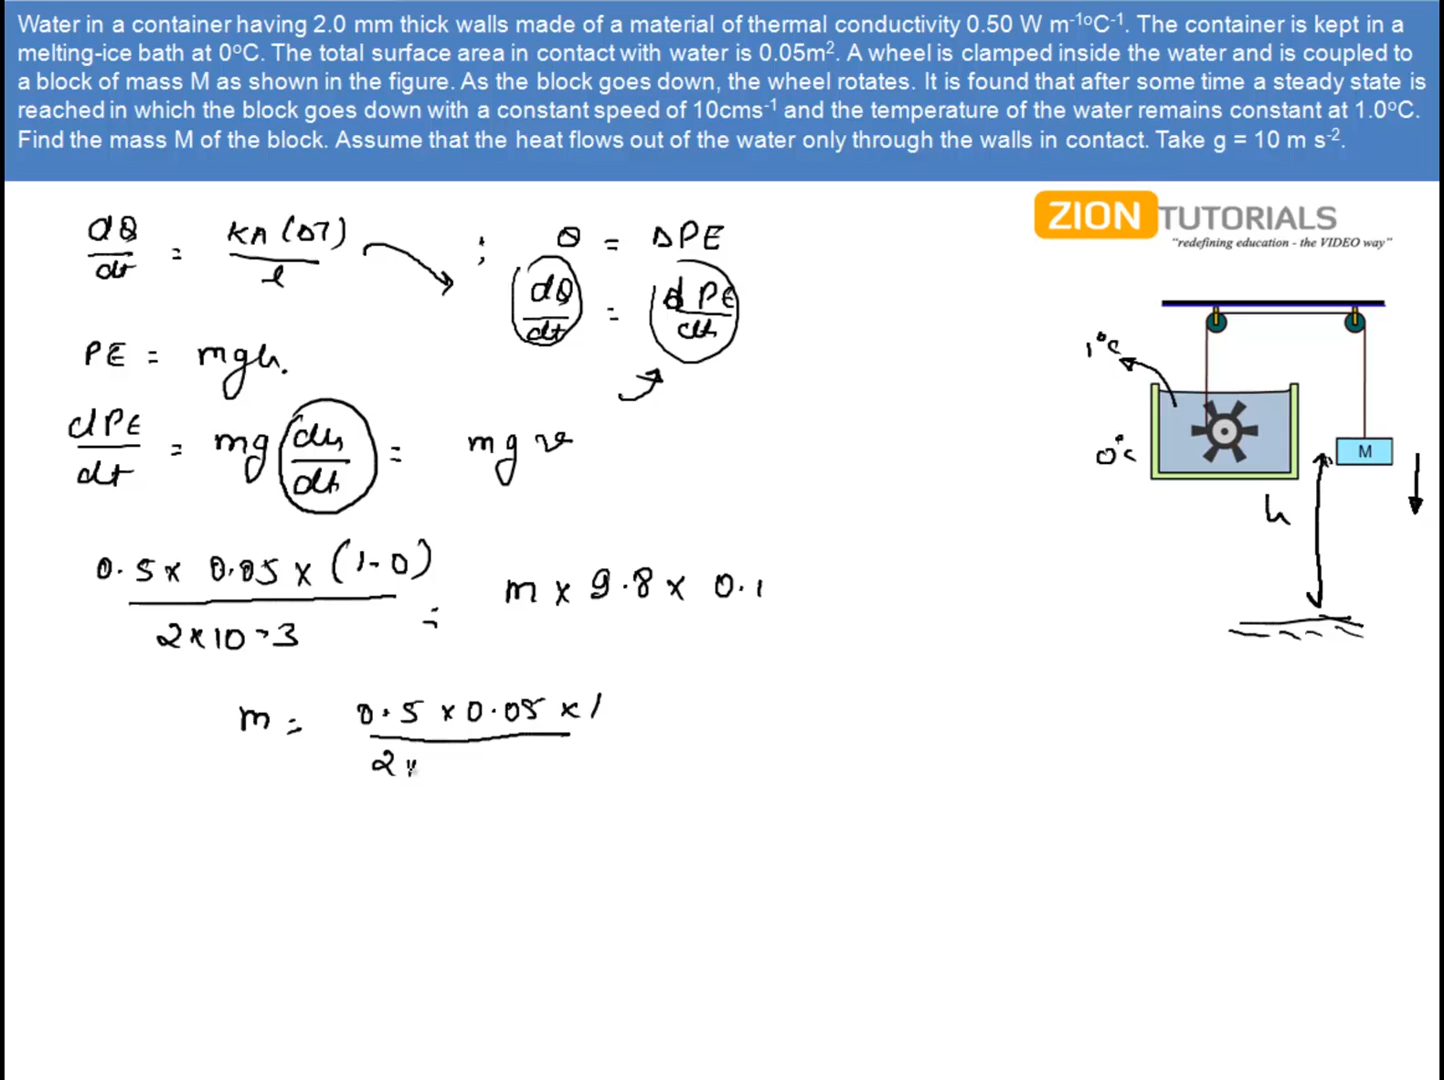 Water in a container having 2.0 mm thick walls made of a material of thermal conductivity 0.50 W m⁻¹ᵒC⁻¹. The container is kept in a
melting-ice bath at 0ᵒC. The total surface area in contact with water is 0.05m². A wheel is clamped inside the water and is coupled to
a block of mass M as shown in the figure. As the block goes down, the wheel rotates. It is found that after some time a steady state is
reached in which the block goes down with a constant speed of 10cms⁻¹ and the temperature of the water remains constant at 1.0ᵒC.
Find the mass M of the block. Assume that the heat flows out of the water only through the walls in contact. Take g = 10 m s⁻².
ZION TUTORIALS
"redefining education - the VIDEO way"
dQ/dt = KA(ΔT)/l ; Q = ΔPE
dQ/dt = dPE/dt
PE = mgh.
dPE/dt = mg dh/dt = mg v
0.5 x 0.05 x (1-0) / 2x10-3 = m x 9.8 x 0.1
m = 0.5 x 0.05 x 1 / 2 x
1°C
0°C
M
h